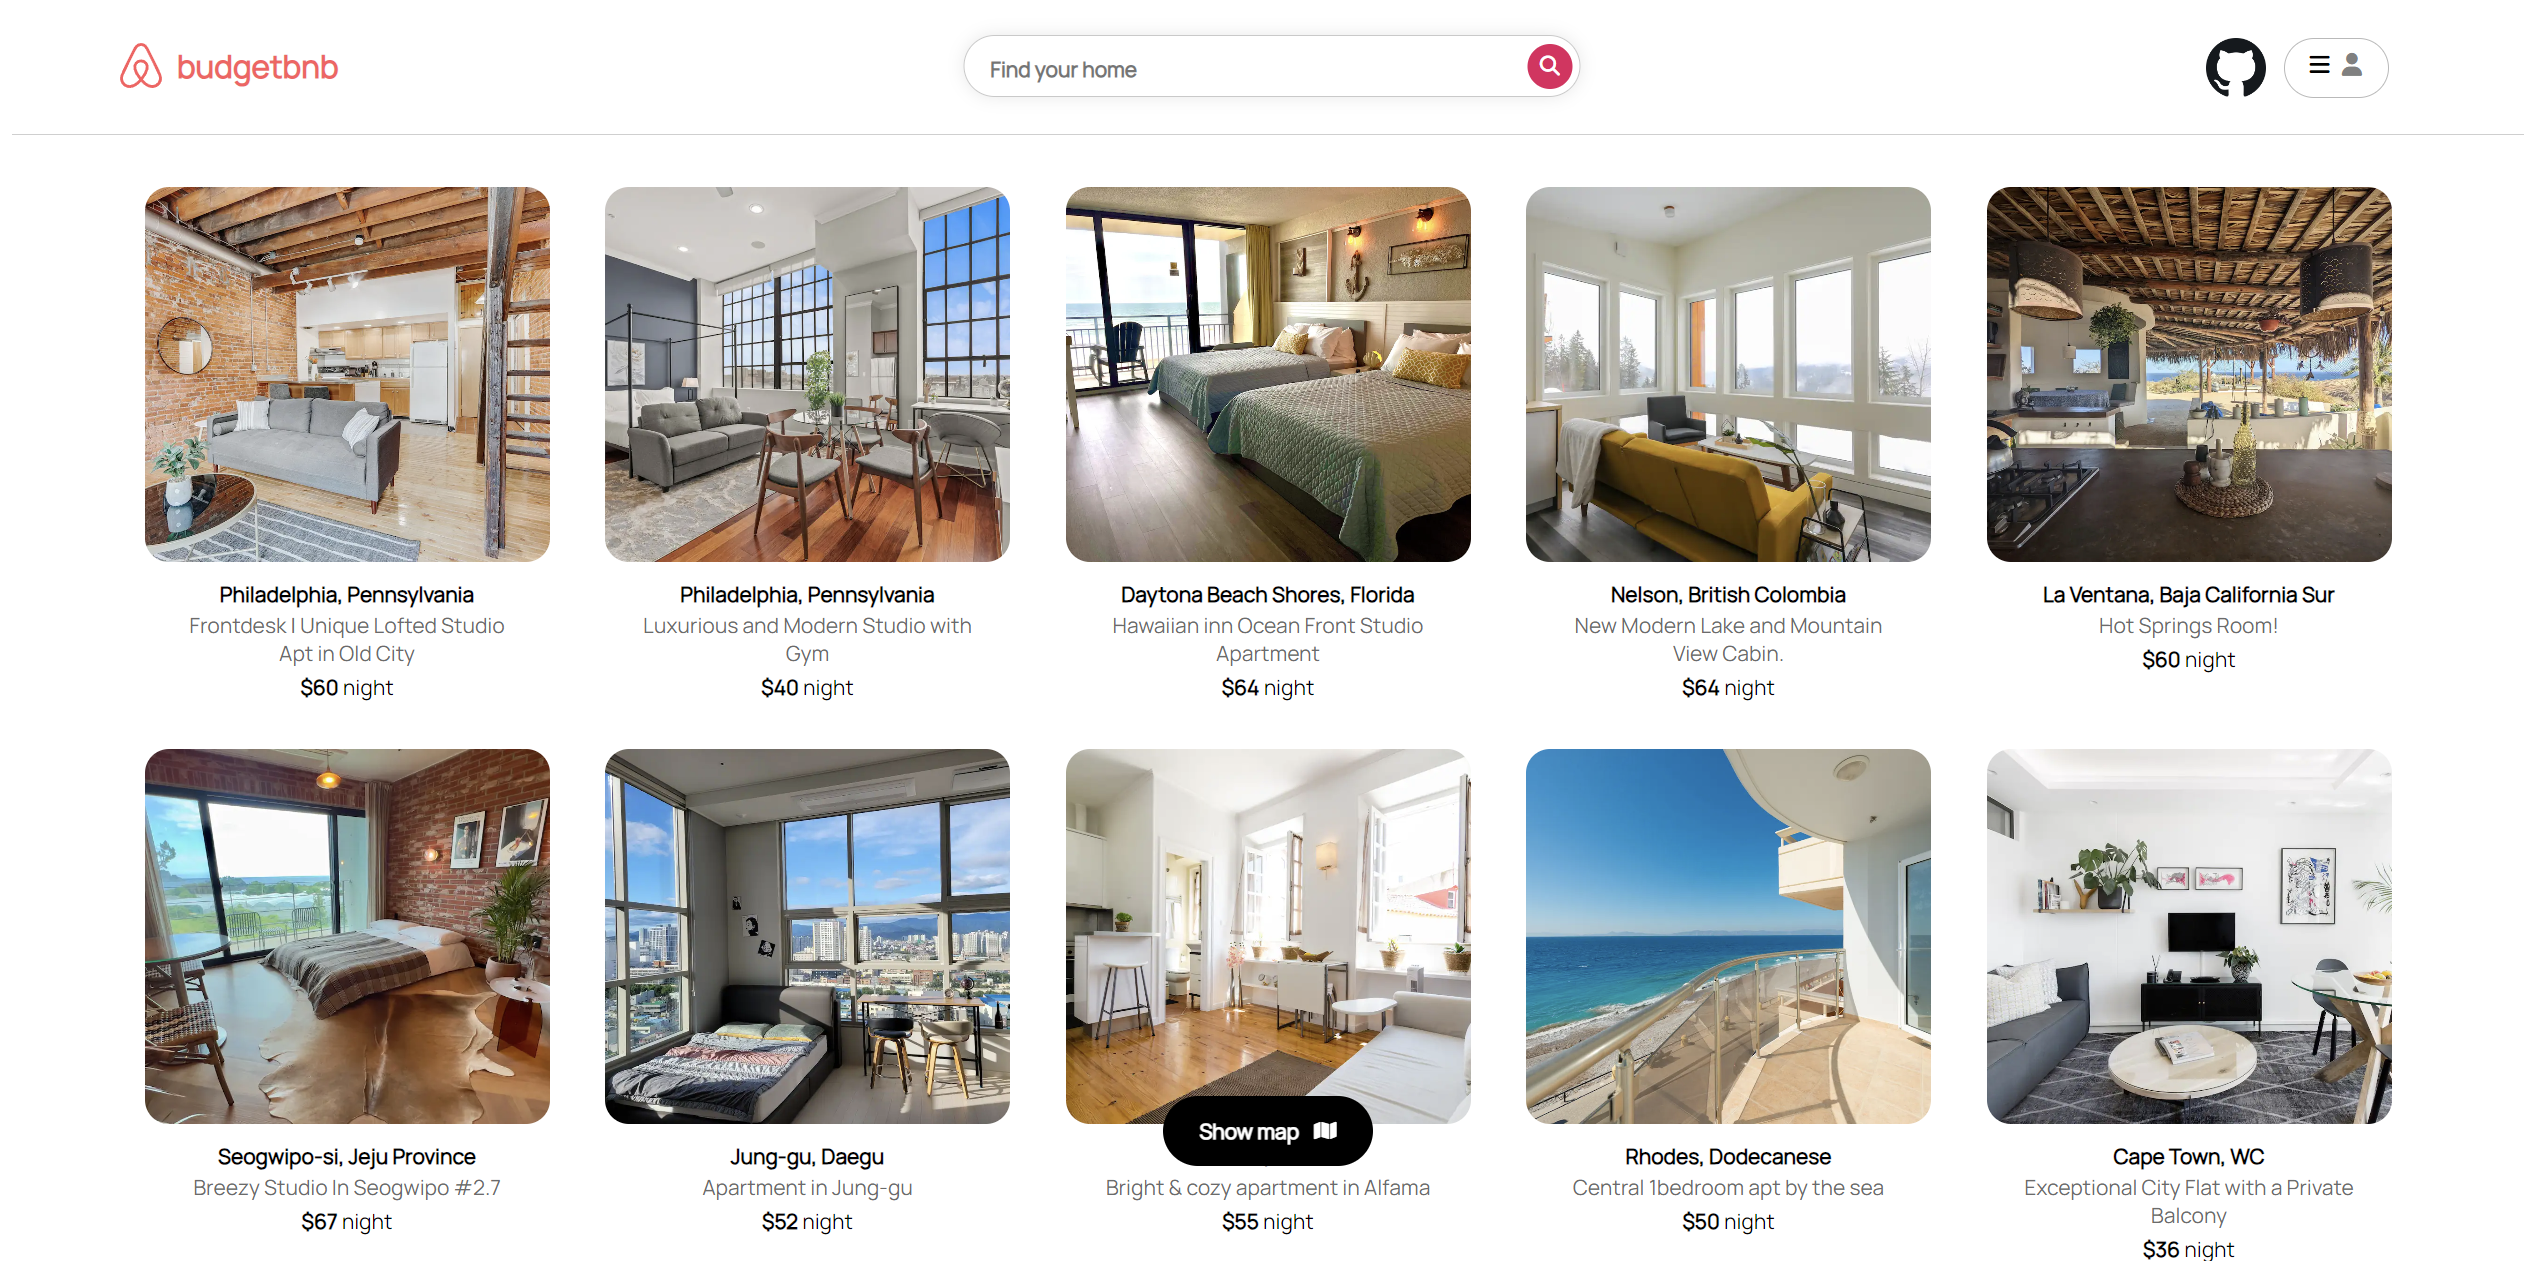 budgetbnb
Find your home
Philadelphia, Pennsylvania
Frontdesk | Unique Lofted Studio
Apt in Old City
$60 night
Philadelphia, Pennsylvania
Luxurious and Modern Studio with
Gym
$40 night
Daytona Beach Shores, Florida
Hawaiian inn Ocean Front Studio
Apartment
$64 night
Nelson, British Colombia
New Modern Lake and Mountain
View Cabin.
$64 night
La Ventana, Baja California Sur
Hot Springs Room!
$60 night
Seogwipo-si, Jeju Province
Breezy Studio In Seogwipo #2.7
$67 night
Jung-gu, Daegu
Apartment in Jung-gu
$52 night
Show map
Bright & cozy apartment in Alfama
$55 night
Rhodes, Dodecanese
Central 1bedroom apt by the sea
$50 night
Cape Town, WC
Exceptional City Flat with a Private
Balcony
$36 night